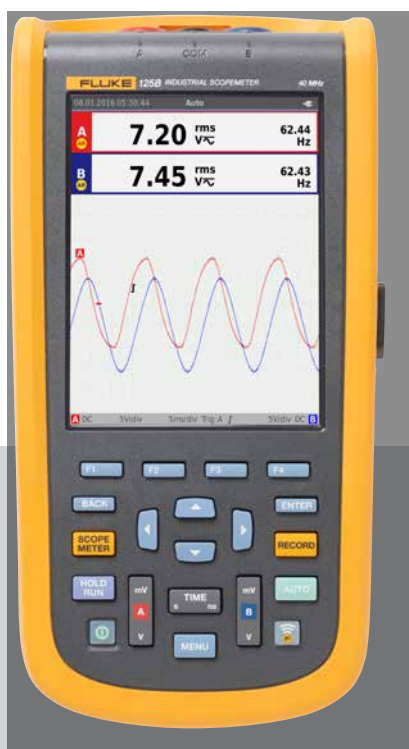 A COM B
FLUKE 125B INDUSTRIAL SCOPEMETER 40 MHz
08.01.2016 05:30:44 Auto
A 7.20 rms 62.44
V Hz
B 7.45 rms 62.43
V Hz
A
A DC 5V/div 5ms/div Trig:A 5V/div DC B
F1 F2 F3 F4
BACK ENTER
SCOPE
METER
RECORD
HOLD
RUN
AUTO
mV TIME mV
A s ns B
V V
MENU